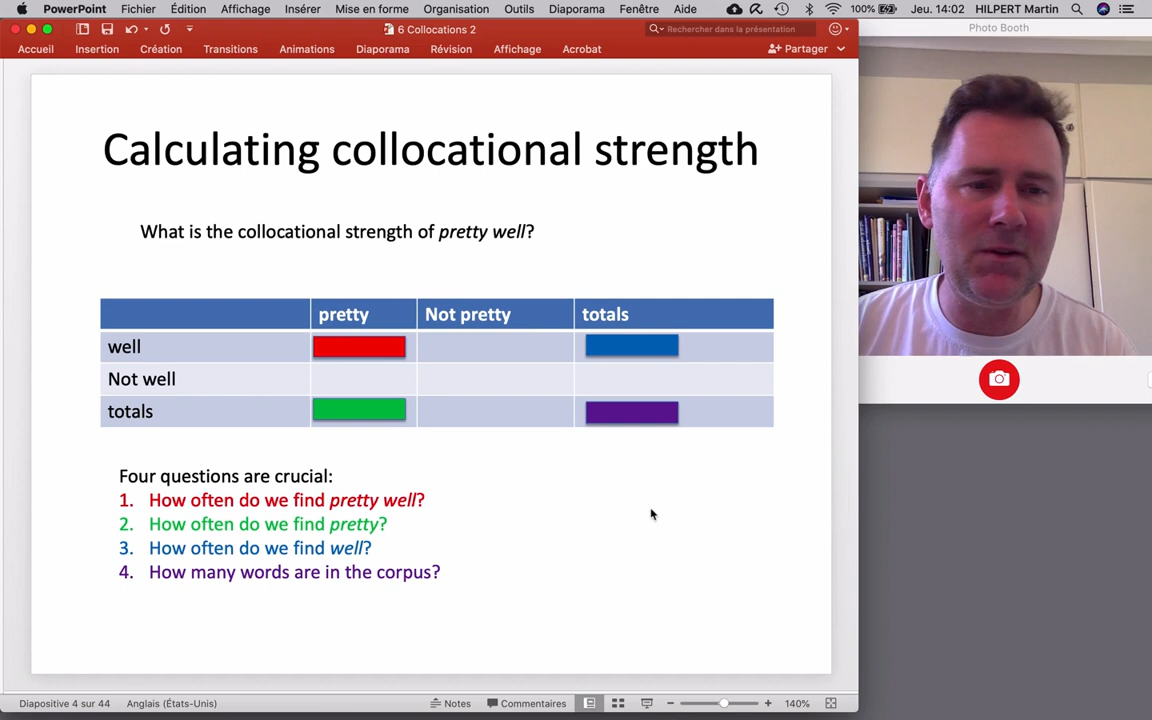 PowerPoint Fichier Édition Affichage Insérer Mise en forme Organisation Outils Diaporama Fenêtre Aide 100% Jeu. 14:02 HILPERT Martin
6 Collocations 2
Rechercher dans la présentation
Photo Booth
Accueil Insertion Création Transitions Animations Diaporama Révision Affichage Acrobat Partager
Calculating collocational strength
What is the collocational strength of pretty well?
pretty Not pretty totals
well
Not well
totals
Four questions are crucial:
1. How often do we find pretty well?
2. How often do we find pretty?
3. How often do we find well?
4. How many words are in the corpus?
Diapositive 4 sur 44 Anglais (États-Unis) Notes Commentaires 140%